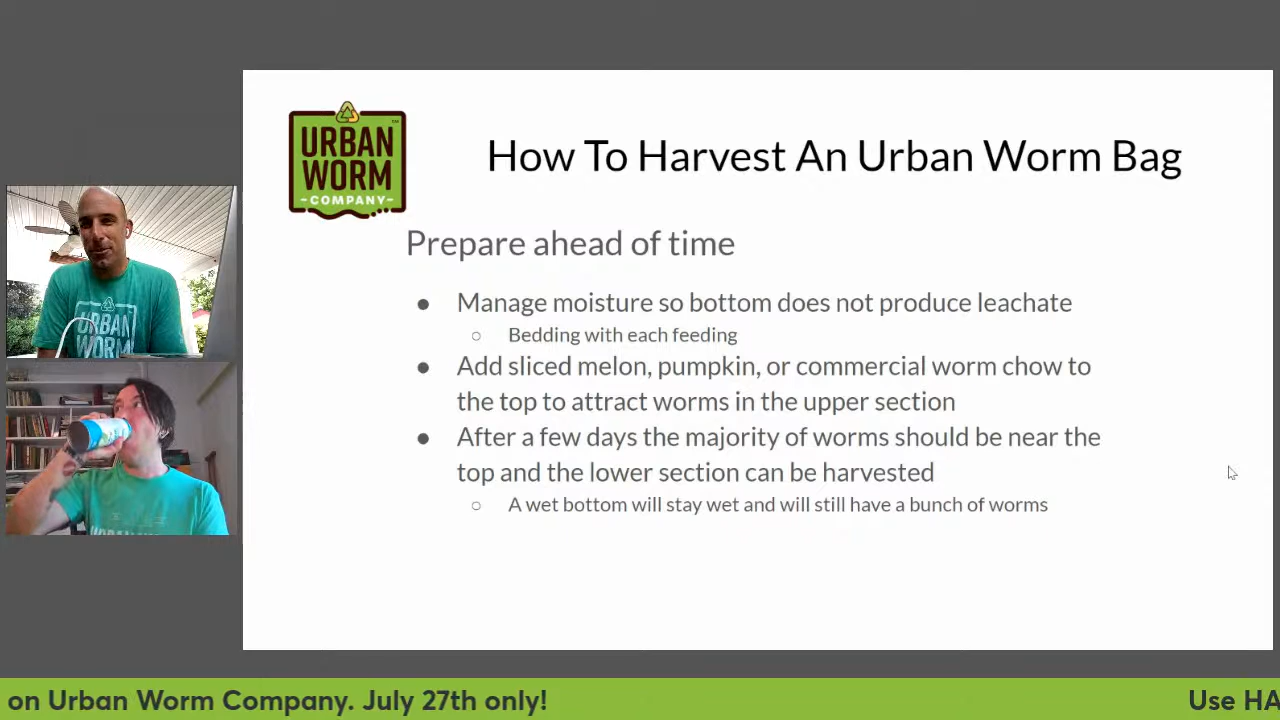 URBAN
WORM
COMPANY
TM
How To Harvest An Urban Worm Bag
Prepare ahead of time
● Manage moisture so bottom does not produce leachate
○ Bedding with each feeding
● Add sliced melon, pumpkin, or commercial worm chow to
the top to attract worms in the upper section
● After a few days the majority of worms should be near the
top and the lower section can be harvested
○ A wet bottom will stay wet and will still have a bunch of worms
URBAN
WORM
on Urban Worm Company. July 27th only!
Use HA